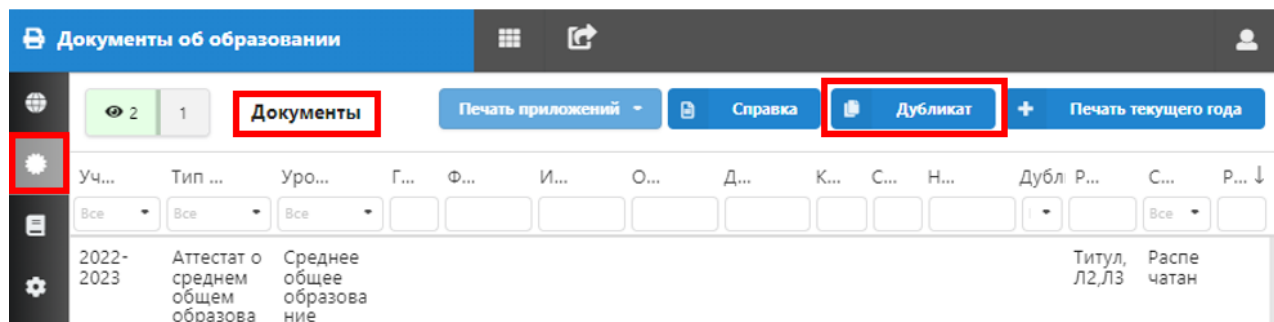 Документы об образовании
2 1 Документы Печать приложений Справка Дубликат + Печать текущего года
Уч... Тип ... Уро... Г... Ф... И... О... Д... К... С... Н... Дубл Р... С... Р... ↓
Все Все Все Все
2022- Аттестат о Среднее Титул, Распе
2023 среднем общее Л2,Л3 чатан
общем образова
образова ние